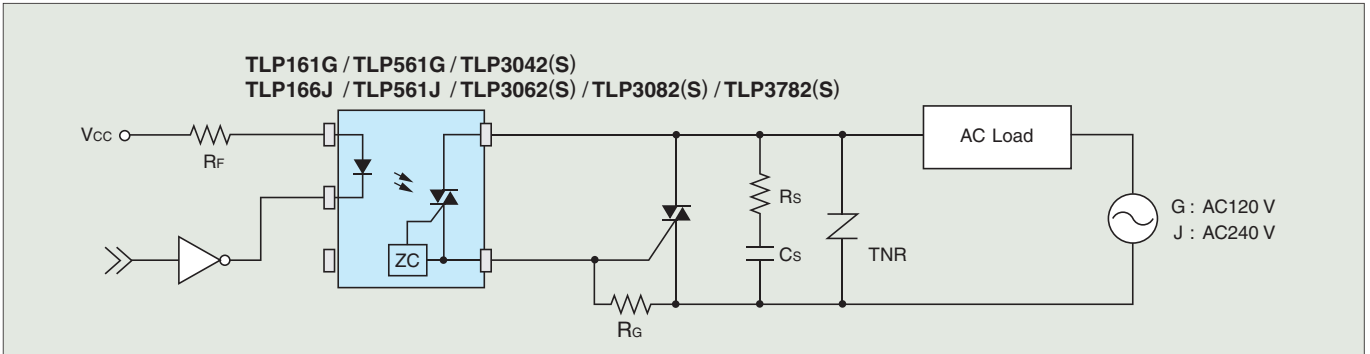 TLP161G / TLP561G / TLP3042(S)
TLP166J / TLP561J / TLP3062(S) / TLP3082(S) / TLP3782(S)
VCC
RF
ZC
RG
RS
CS
TNR
AC Load
G : AC120 V
J : AC240 V